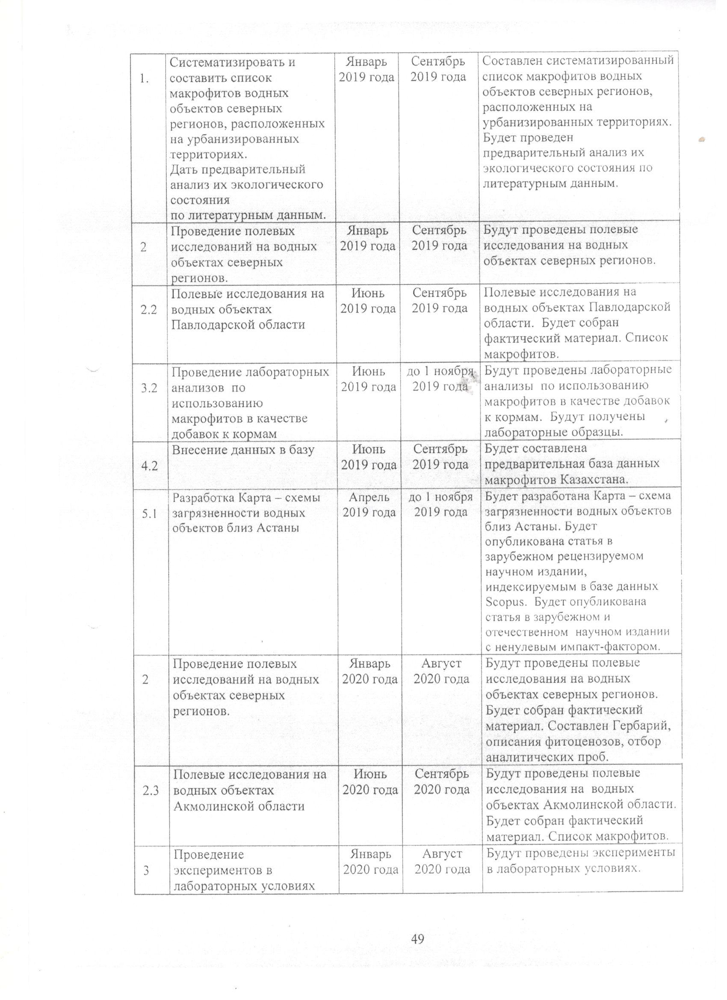 1.
Систематизировать и
составить список
макрофитов водных
объектов северных
регионов, расположенных
на урбанизированных
территориях.
Дать предварительный
анализ их экологического
состояния
по литературным данным.
Январь
2019 года
Сентябрь
2019 года
Составлен систематизированный
список макрофитов водных
объектов северных регионов,
расположенных на
урбанизированных территориях.
Будет проведен
предварительный анализ их
экологического состояния по
литературным данным.
2
Проведение полевых
исследований на водных
объектах северных
регионов.
Январь
2019 года
Сентябрь
2019 года
Будут проведены полевые
исследования на водных
объектах северных регионов.
2.2
Полевые исследования на
водных объектах
Павлодарской области
Июнь
2019 года
Сентябрь
2019 года
Полевые исследования на
водных объектах Павлодарской
области. Будет собран
фактический материал. Список
макрофитов.
3.2
Проведение лабораторных
анализов по
использованию
макрофитов в качестве
добавок к кормам
Июнь
2019 года
до 1 ноября
2019 года
Будут проведены лабораторные
анализы по использованию
макрофитов в качестве добавок
к кормам. Будут получены
лабораторные образцы.
4.2
Внесение данных в базу
Июнь
2019 года
Сентябрь
2019 года
Будет составлена
предварительная база данных
макрофитов Казахстана.
5.1
Разработка Карта – схемы
загрязненности водных
объектов близ Астаны
Апрель
2019 года
до 1 ноября
2019 года
Будет разработана Карта – схема
загрязненности водных объектов
близ Астаны. Будет
опубликована статья в
зарубежном рецензируемом
научном издании,
индексируемым в базе данных
Scopus. Будет опубликована
статья в зарубежном и
отечественном научном издании
с ненулевым импакт-фактором.
2
Проведение полевых
исследований на водных
объектах северных
регионов.
Январь
2020 года
Август
2020 года
Будут проведены полевые
исследования на водных
объектах северных регионов.
Будет собран фактический
материал. Составлен Гербарий,
описания фитоценозов, отбор
аналитических проб.
2.3
Полевые исследования на
водных объектах
Акмолинской области
Июнь
2020 года
Сентябрь
2020 года
Будут проведены полевые
исследования на водных
объектах Акмолинской области.
Будет собран фактический
материал. Список макрофитов.
3
Проведение
экспериментов в
лабораторных условиях
Январь
2020 года
Август
2020 года
Будут проведены эксперименты
в лабораторных условиях.
49